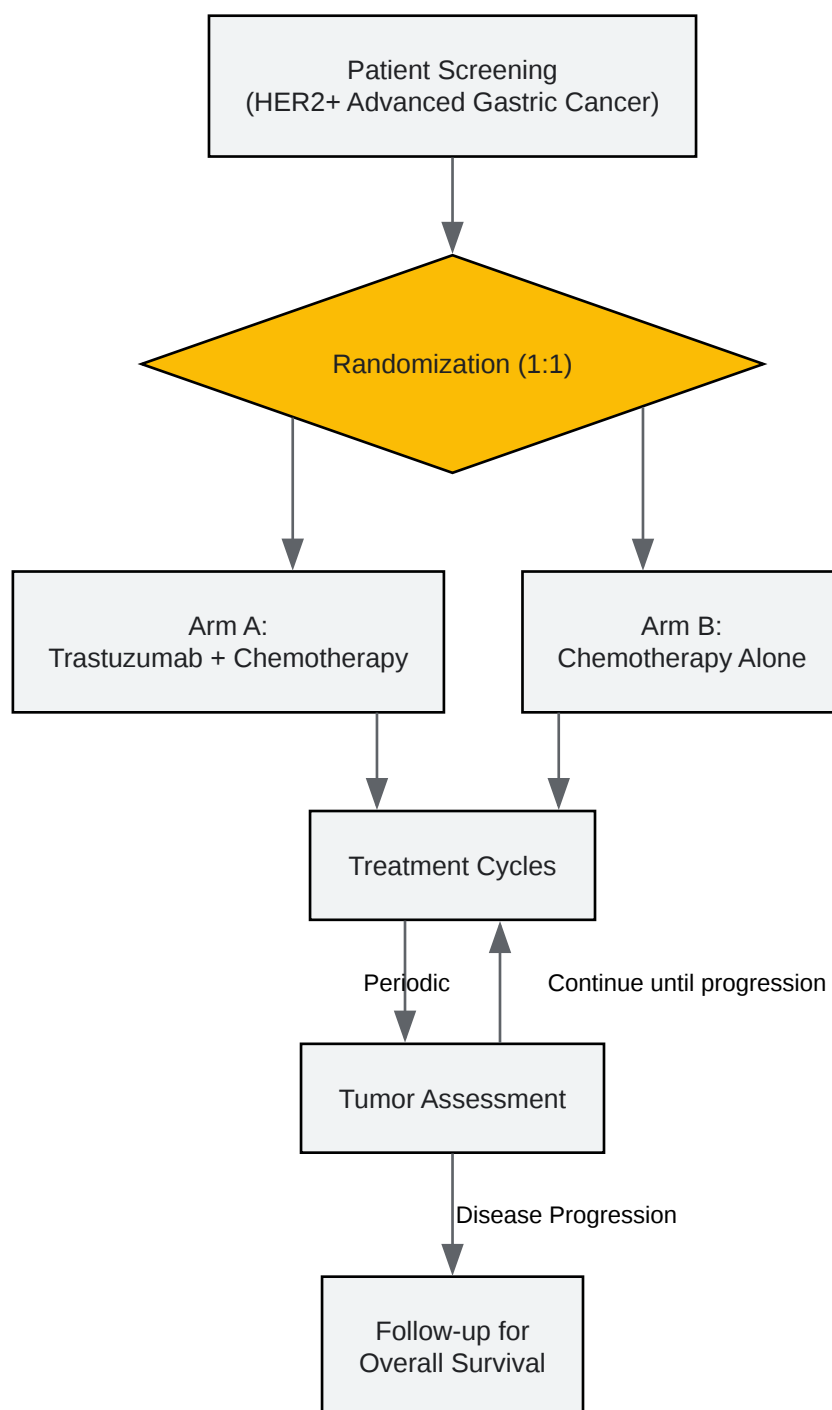 Patient Screening
(HER2+ Advanced Gastric Cancer)
Randomization (1:1)
Arm A:
Trastuzumab + Chemotherapy
Arm B:
Chemotherapy Alone
Treatment Cycles
Periodic
Continue until progression
Tumor Assessment
Disease Progression
Follow-up for
Overall Survival